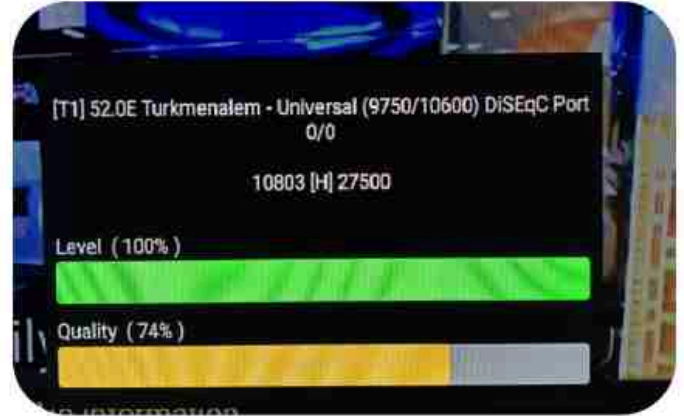 [T1] 52.0E Turkmenalem - Universal (9750/10600) DiSEqC Port
0/0
10803 [H] 27500
Level (100%)
Quality (74%)